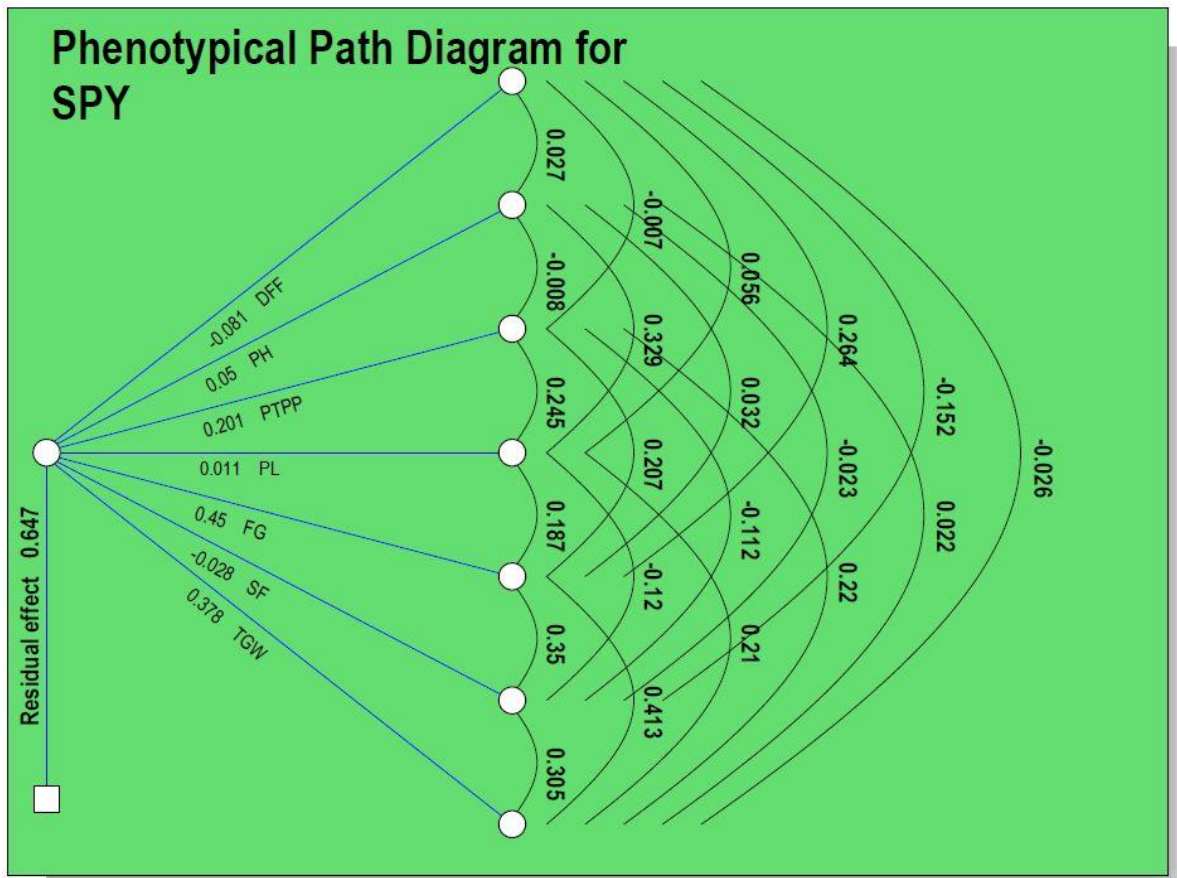 Phenotypical Path Diagram for
SPY
-0.081 DFF
0.05 PH
0.201 PTPP
0.011 PL
0.45 FG
-0.028 SF
0.378 TGW
Residual effect 0.647
0.027
-0.008
0.245
0.187
0.35
0.305
-0.007
0.329
0.207
-0.12
0.413
0.056
0.032
-0.112
0.21
0.264
-0.023
0.22
-0.152
0.022
-0.026